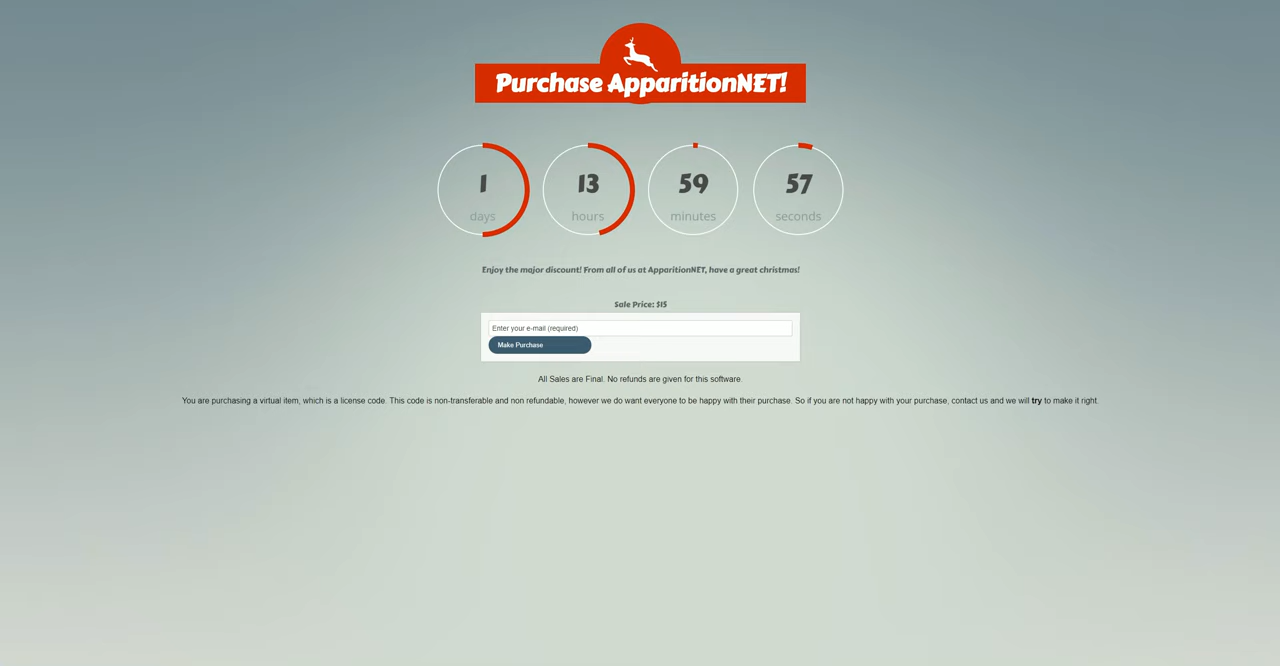 Purchase ApparitionNET!
1 13 59 57
days hours minutes seconds
Enjoy the major discount! From all of us at ApparitionNET, have a great christmas!
Sale Price: $15
Enter your e-mail (required)
Make Purchase
All Sales are Final. No refunds are given for this software.
You are purchasing a virtual item, which is a license code. This code is non-transferable and non refundable, however we do want everyone to be happy with their purchase. So if you are not happy with your purchase, contact us and we will try to make it right.